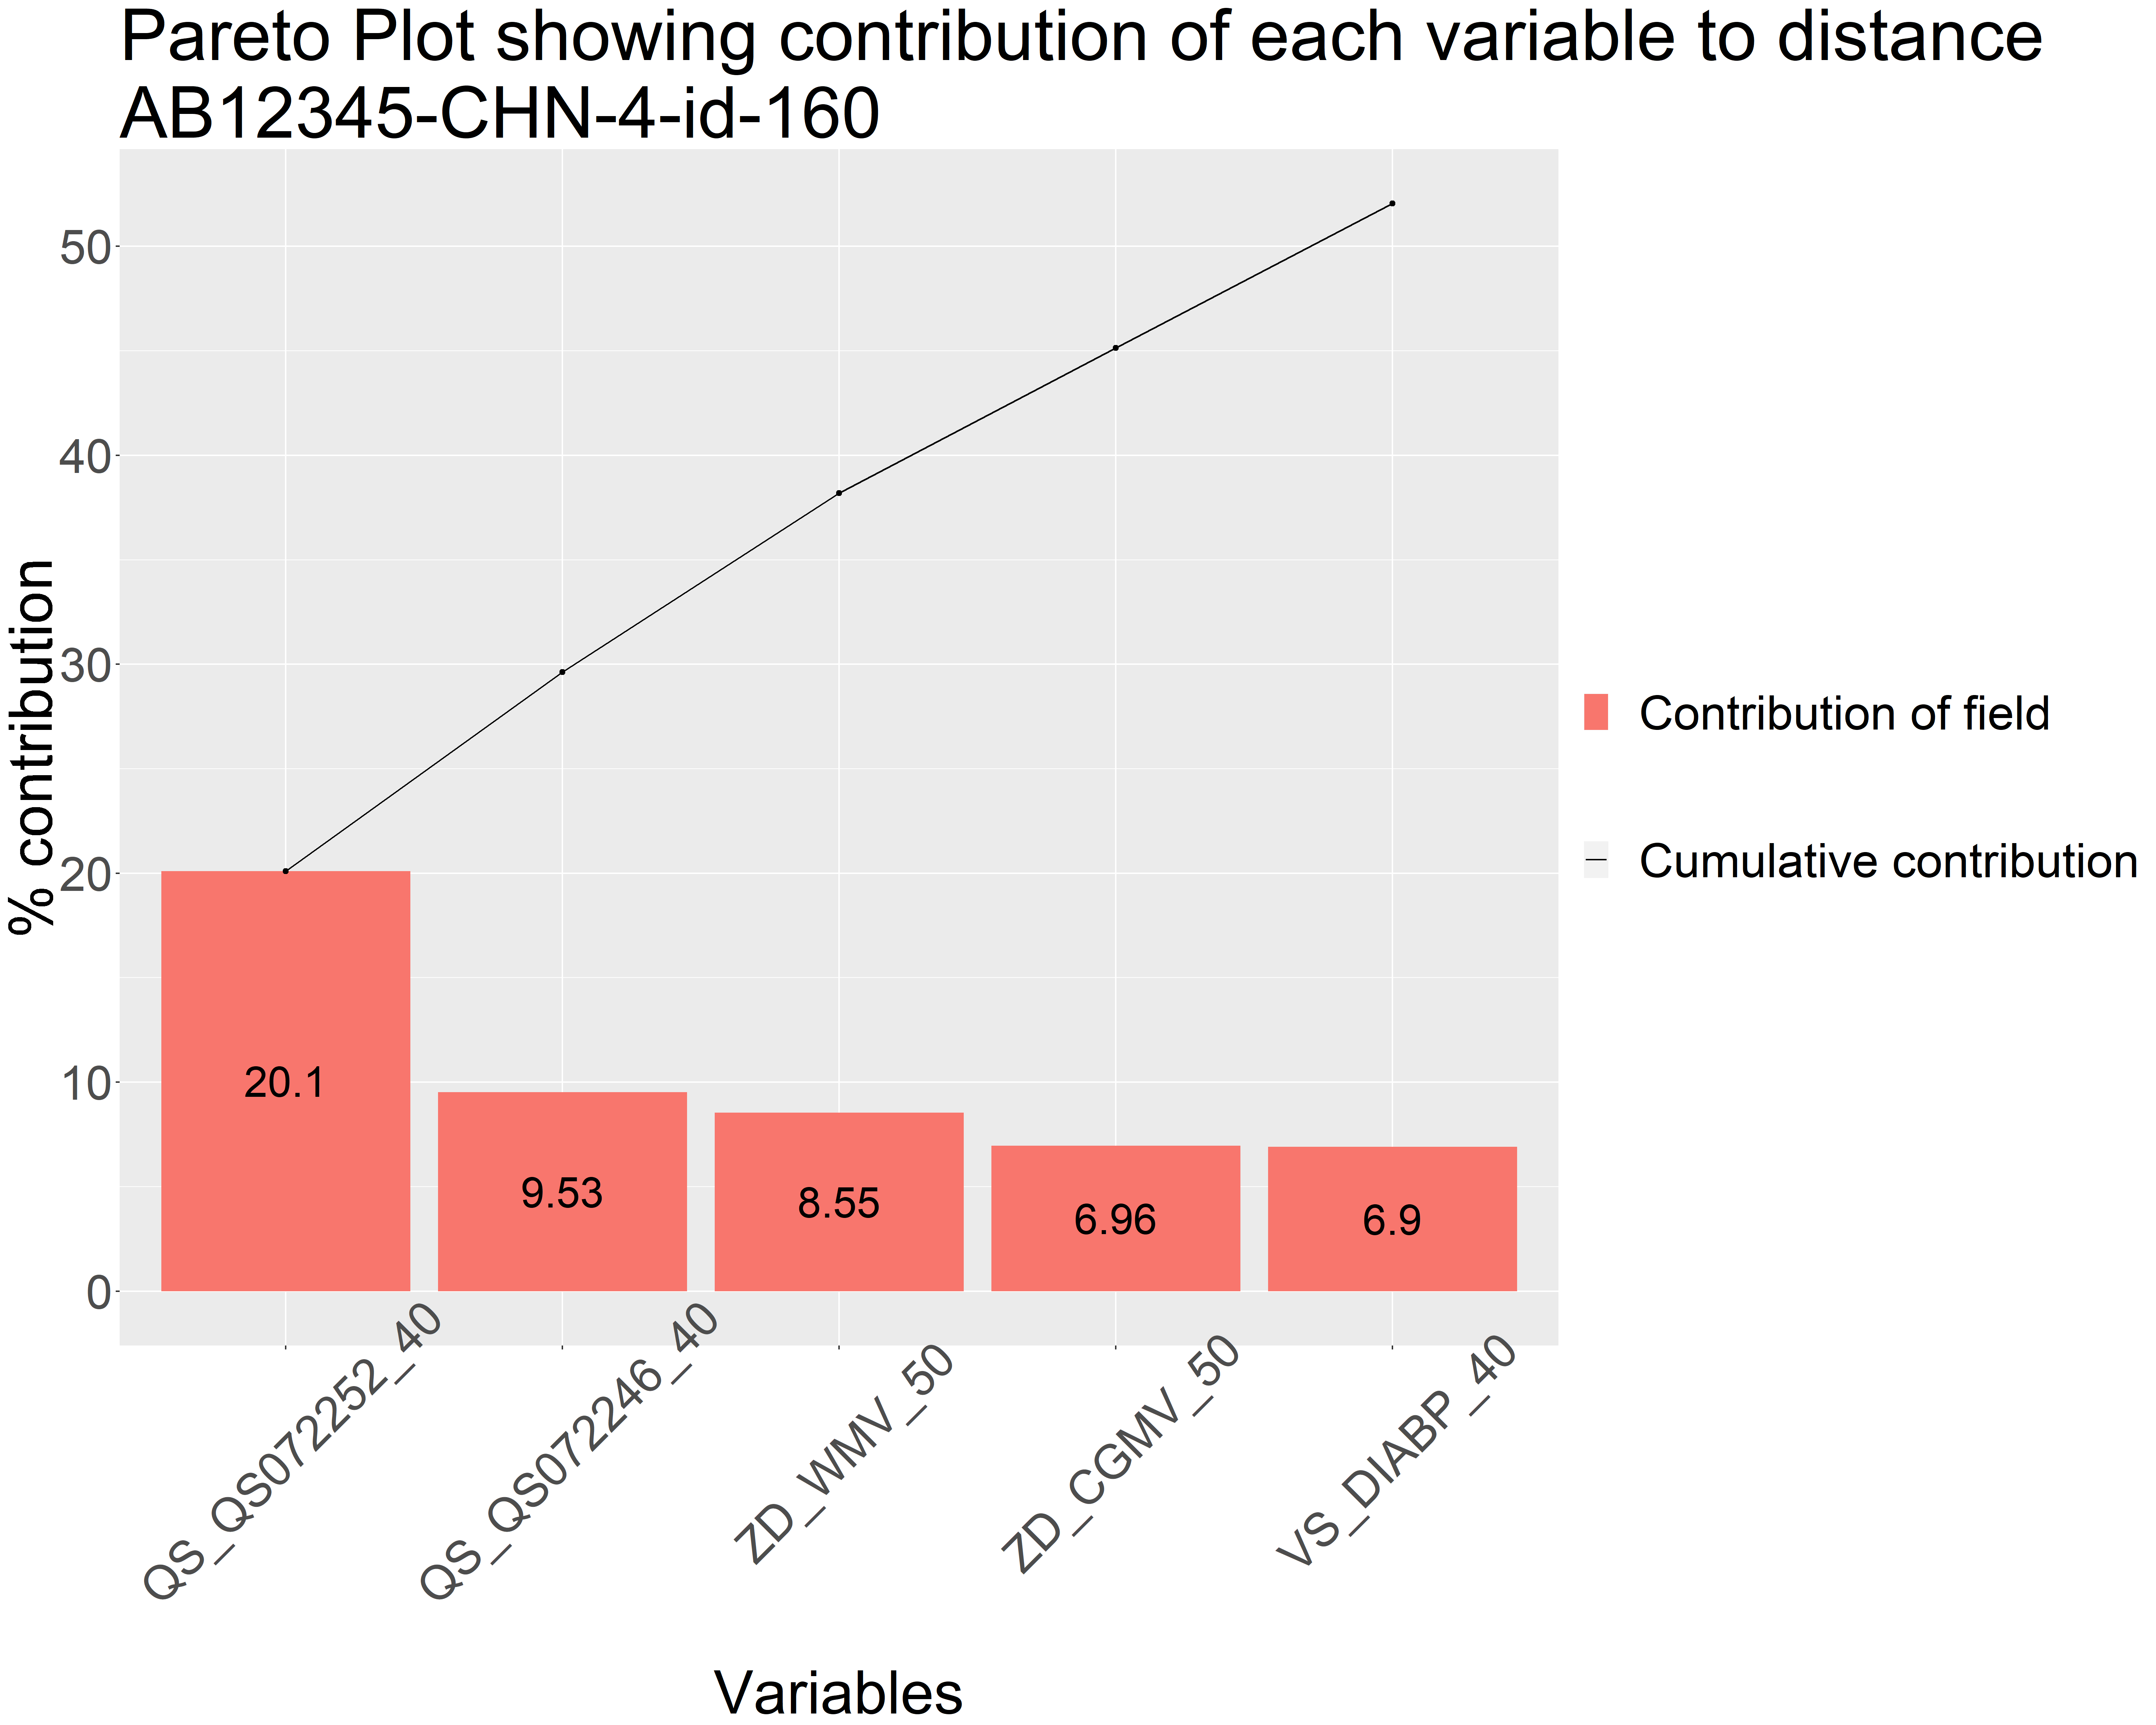 Pareto Plot showing contribution of each variable to distance
AB12345-CHN-4-id-160
% contribution
50
40
30
20
10
0
20.1
9.53
8.55
6.96
6.9
QS_QS072252_40
QS_QS072246_40
ZD_WMV_50
ZD_CGMV_50
VS_DIABP_40
Variables
Contribution of field
Cumulative contribution